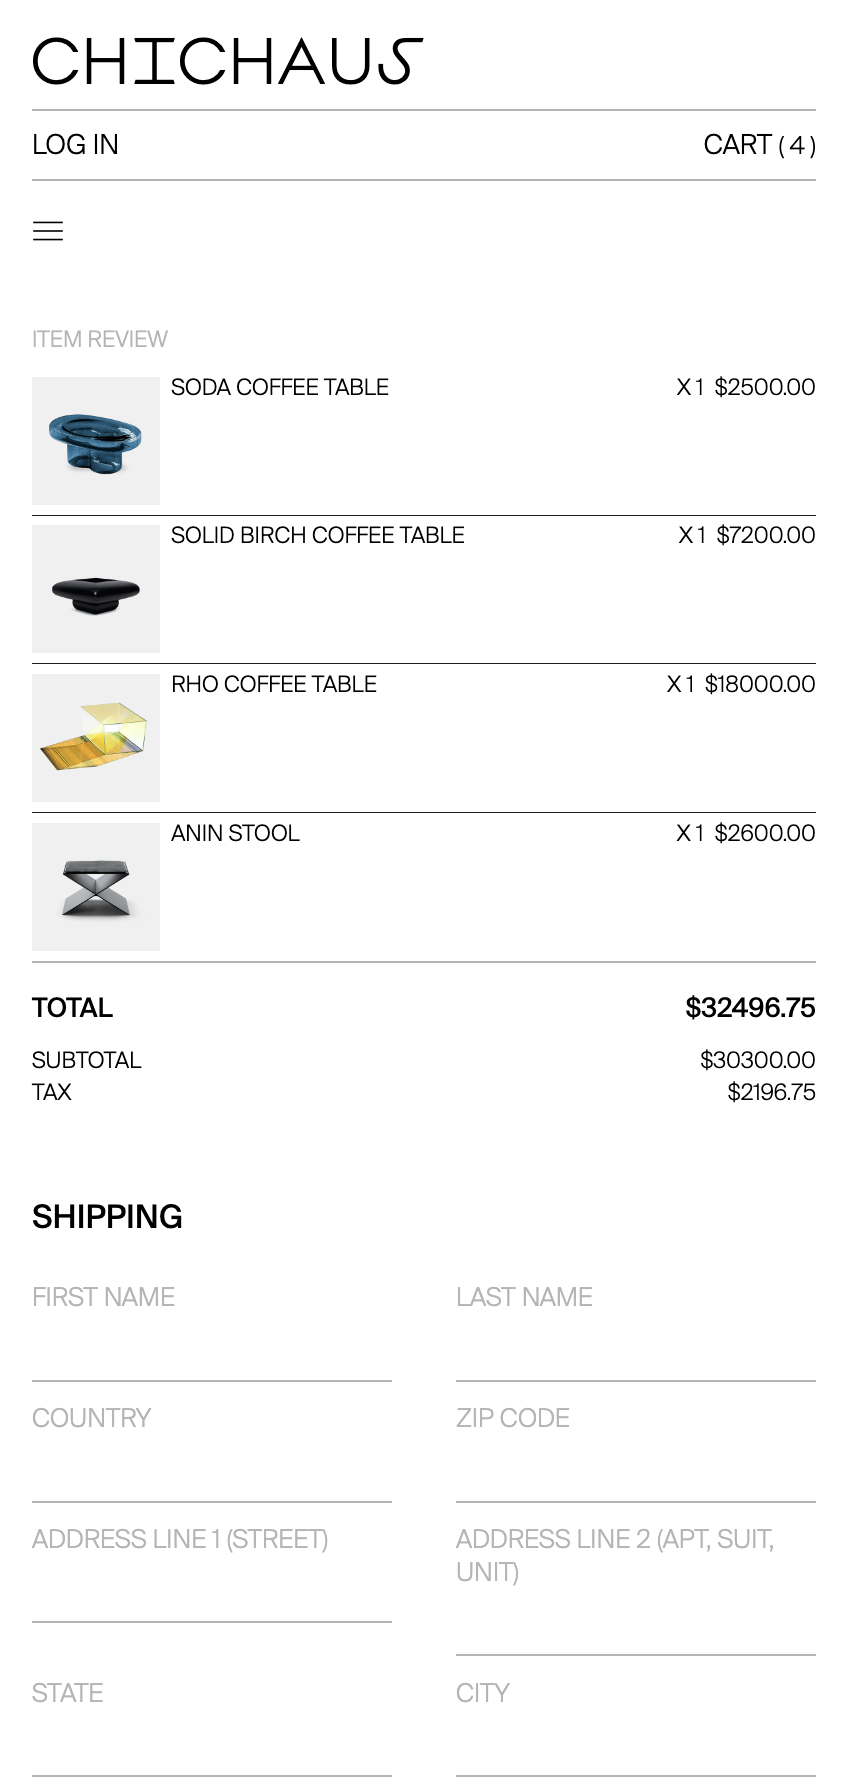 CHICHAUS
LOG IN CART ( 4 )
ITEM REVIEW
SODA COFFEE TABLE X 1 $2500.00
SOLID BIRCH COFFEE TABLE X 1 $7200.00
RHO COFFEE TABLE X 1 $18000.00
ANIN STOOL X 1 $2600.00
TOTAL $32496.75
SUBTOTAL $30300.00
TAX $2196.75
SHIPPING
FIRST NAME LAST NAME
COUNTRY ZIP CODE
ADDRESS LINE 1 (STREET) ADDRESS LINE 2 (APT, SUIT,
UNIT)
STATE CITY